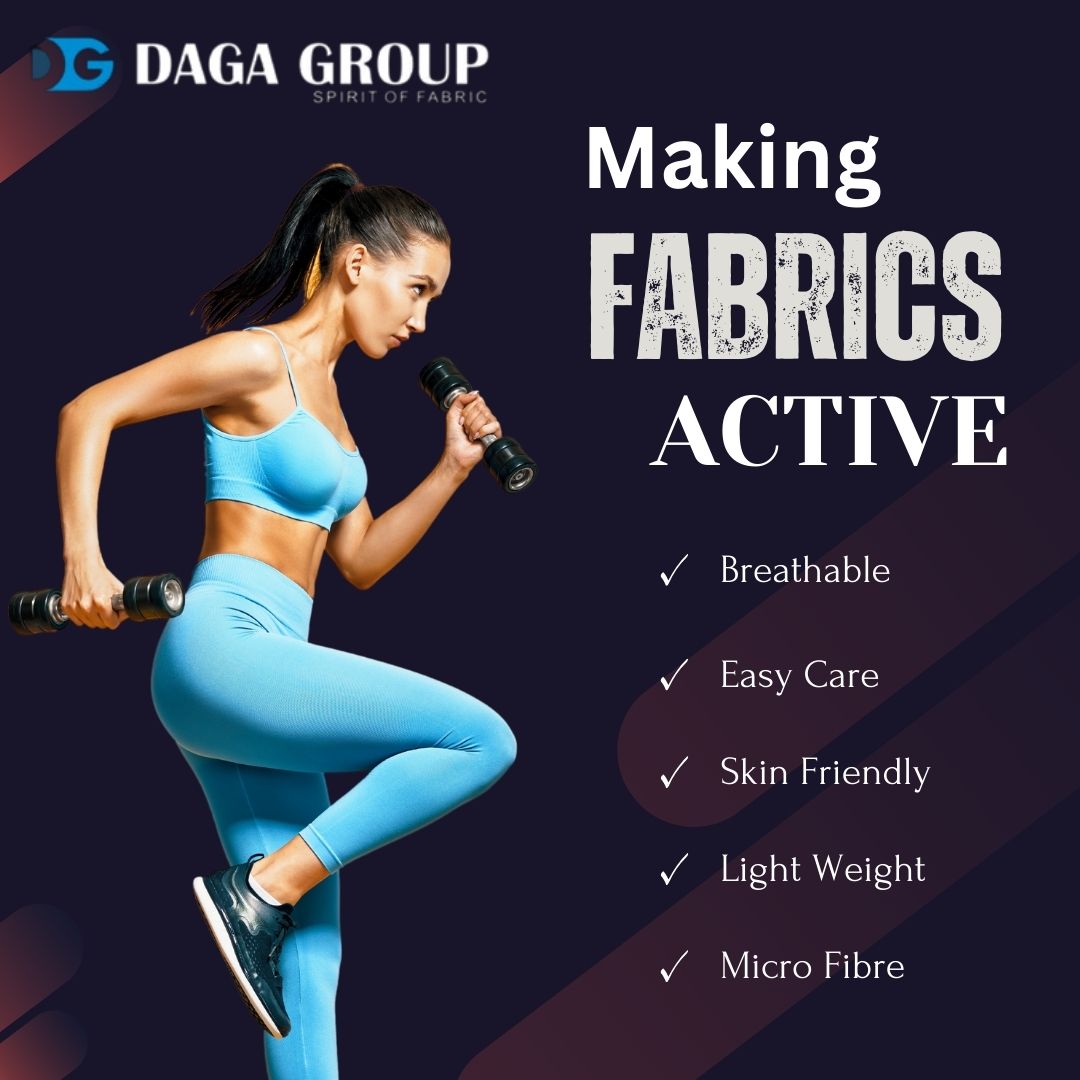 DG DAGA GROUP
SPIRIT OF FABRIC
Making
FABRICS
ACTIVE
✓ Breathable
✓ Easy Care
✓ Skin Friendly
✓ Light Weight
✓ Micro Fibre